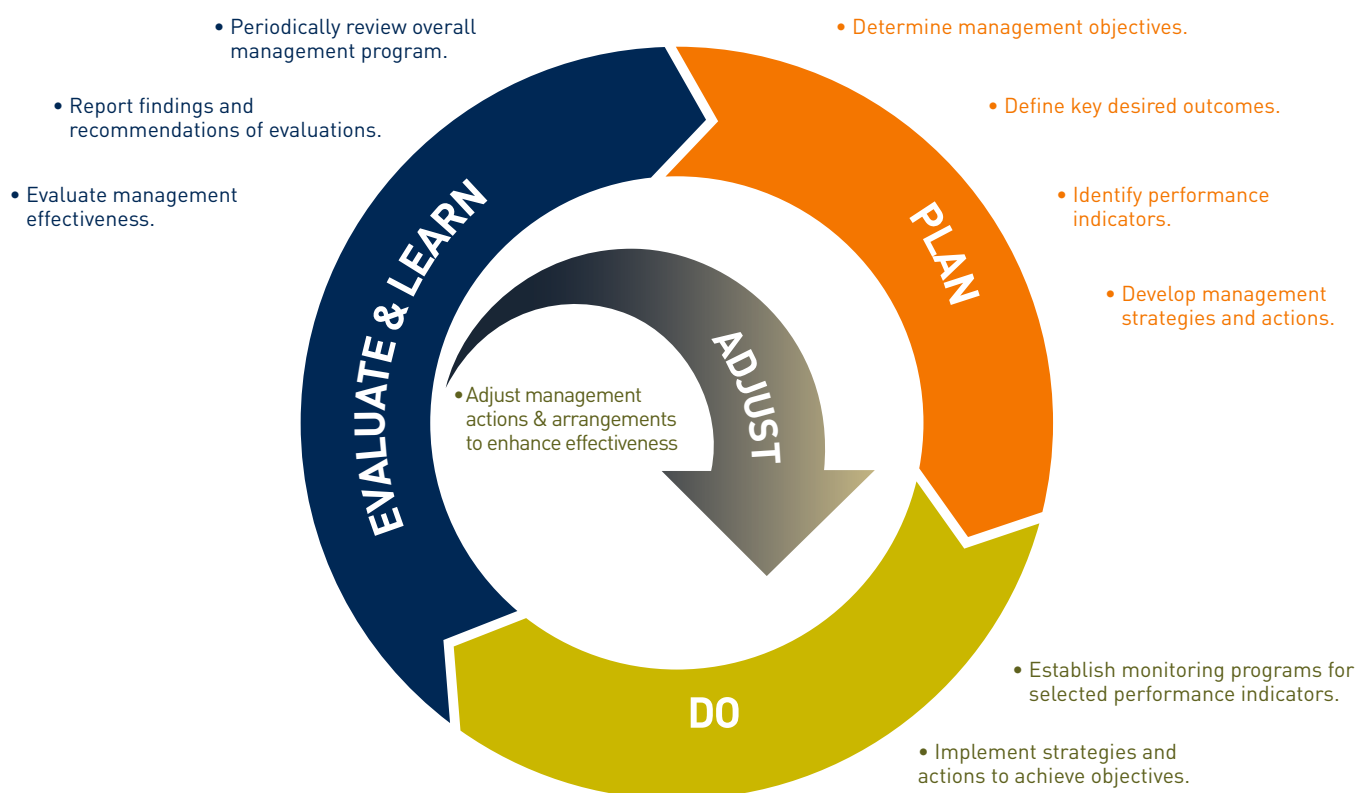 • Periodically review overall
management program.
• Report findings and
recommendations of evaluations.
• Evaluate management
effectiveness.
EVALUATE & LEARN
• Determine management objectives.
• Define key desired outcomes.
• Identify performance
indicators.
• Develop management
strategies and actions.
PLAN
ADJUST
• Adjust management
actions & arrangements
to enhance effectiveness
DO
• Establish monitoring programs for
selected performance indicators.
• Implement strategies and
actions to achieve objectives.